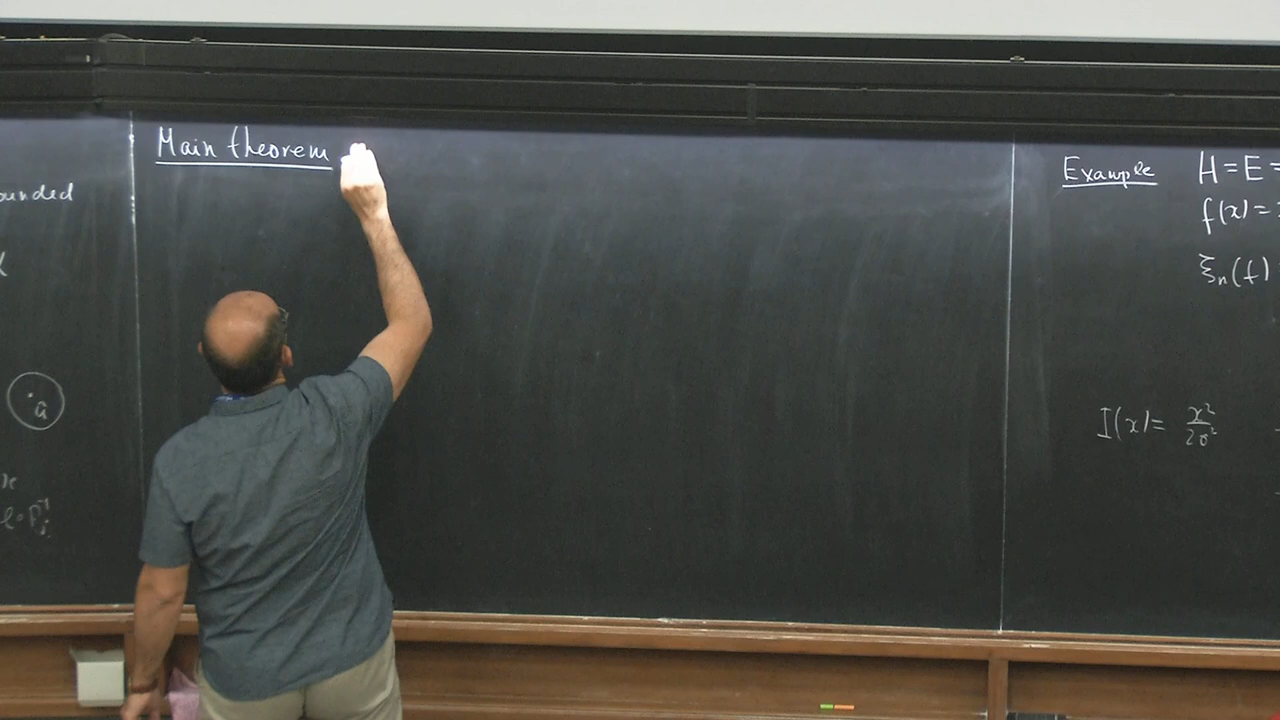 ounded
a
Main theorem
Example H = E =
f(x) =
ξn(f)
I(x) = x²/2σ²